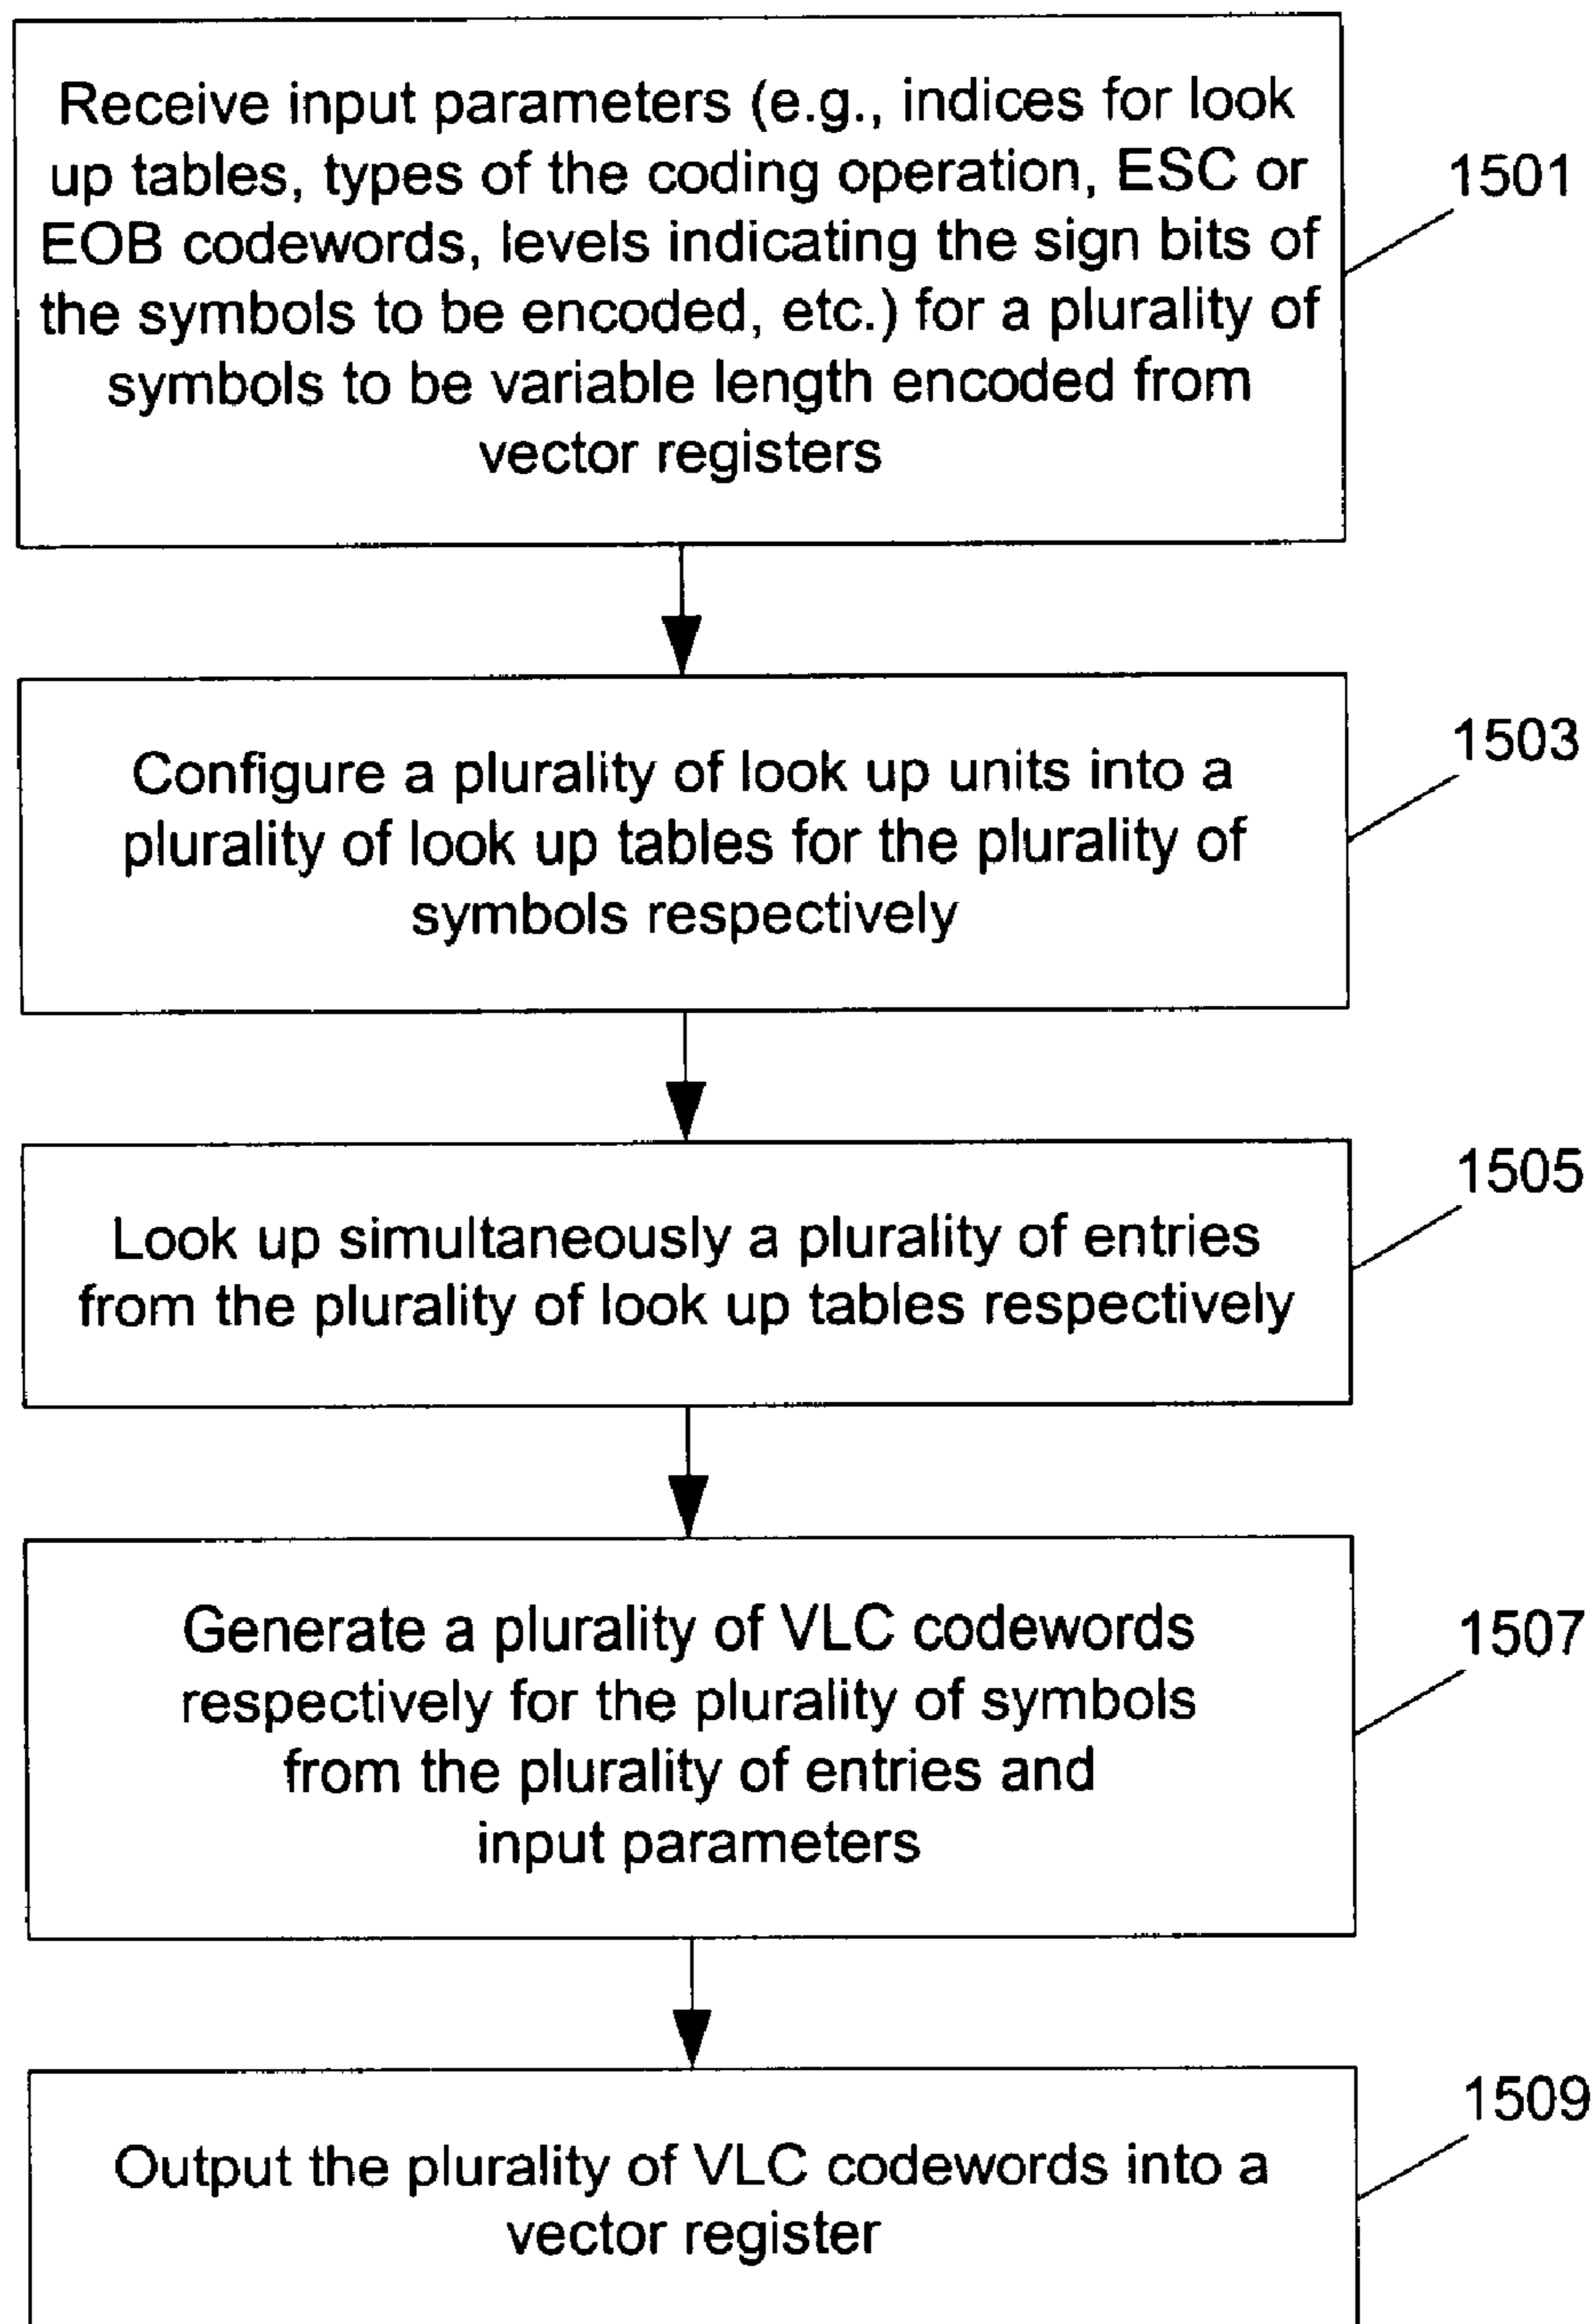 Receive input parameters (e.g., indices for look
up tables, types of the coding operation, ESC or
EOB codewords, levels indicating the sign bits of
the symbols to be encoded, etc.) for a plurality of
symbols to be variable length encoded from
vector registers
1501
Configure a plurality of look up units into a
plurality of look up tables for the plurality of
symbols respectively
1503
Look up simultaneously a plurality of entries
from the plurality of look up tables respectively
1505
Generate a plurality of VLC codewords
respectively for the plurality of symbols
from the plurality of entries and
input parameters
1507
Output the plurality of VLC codewords into a
vector register
1509